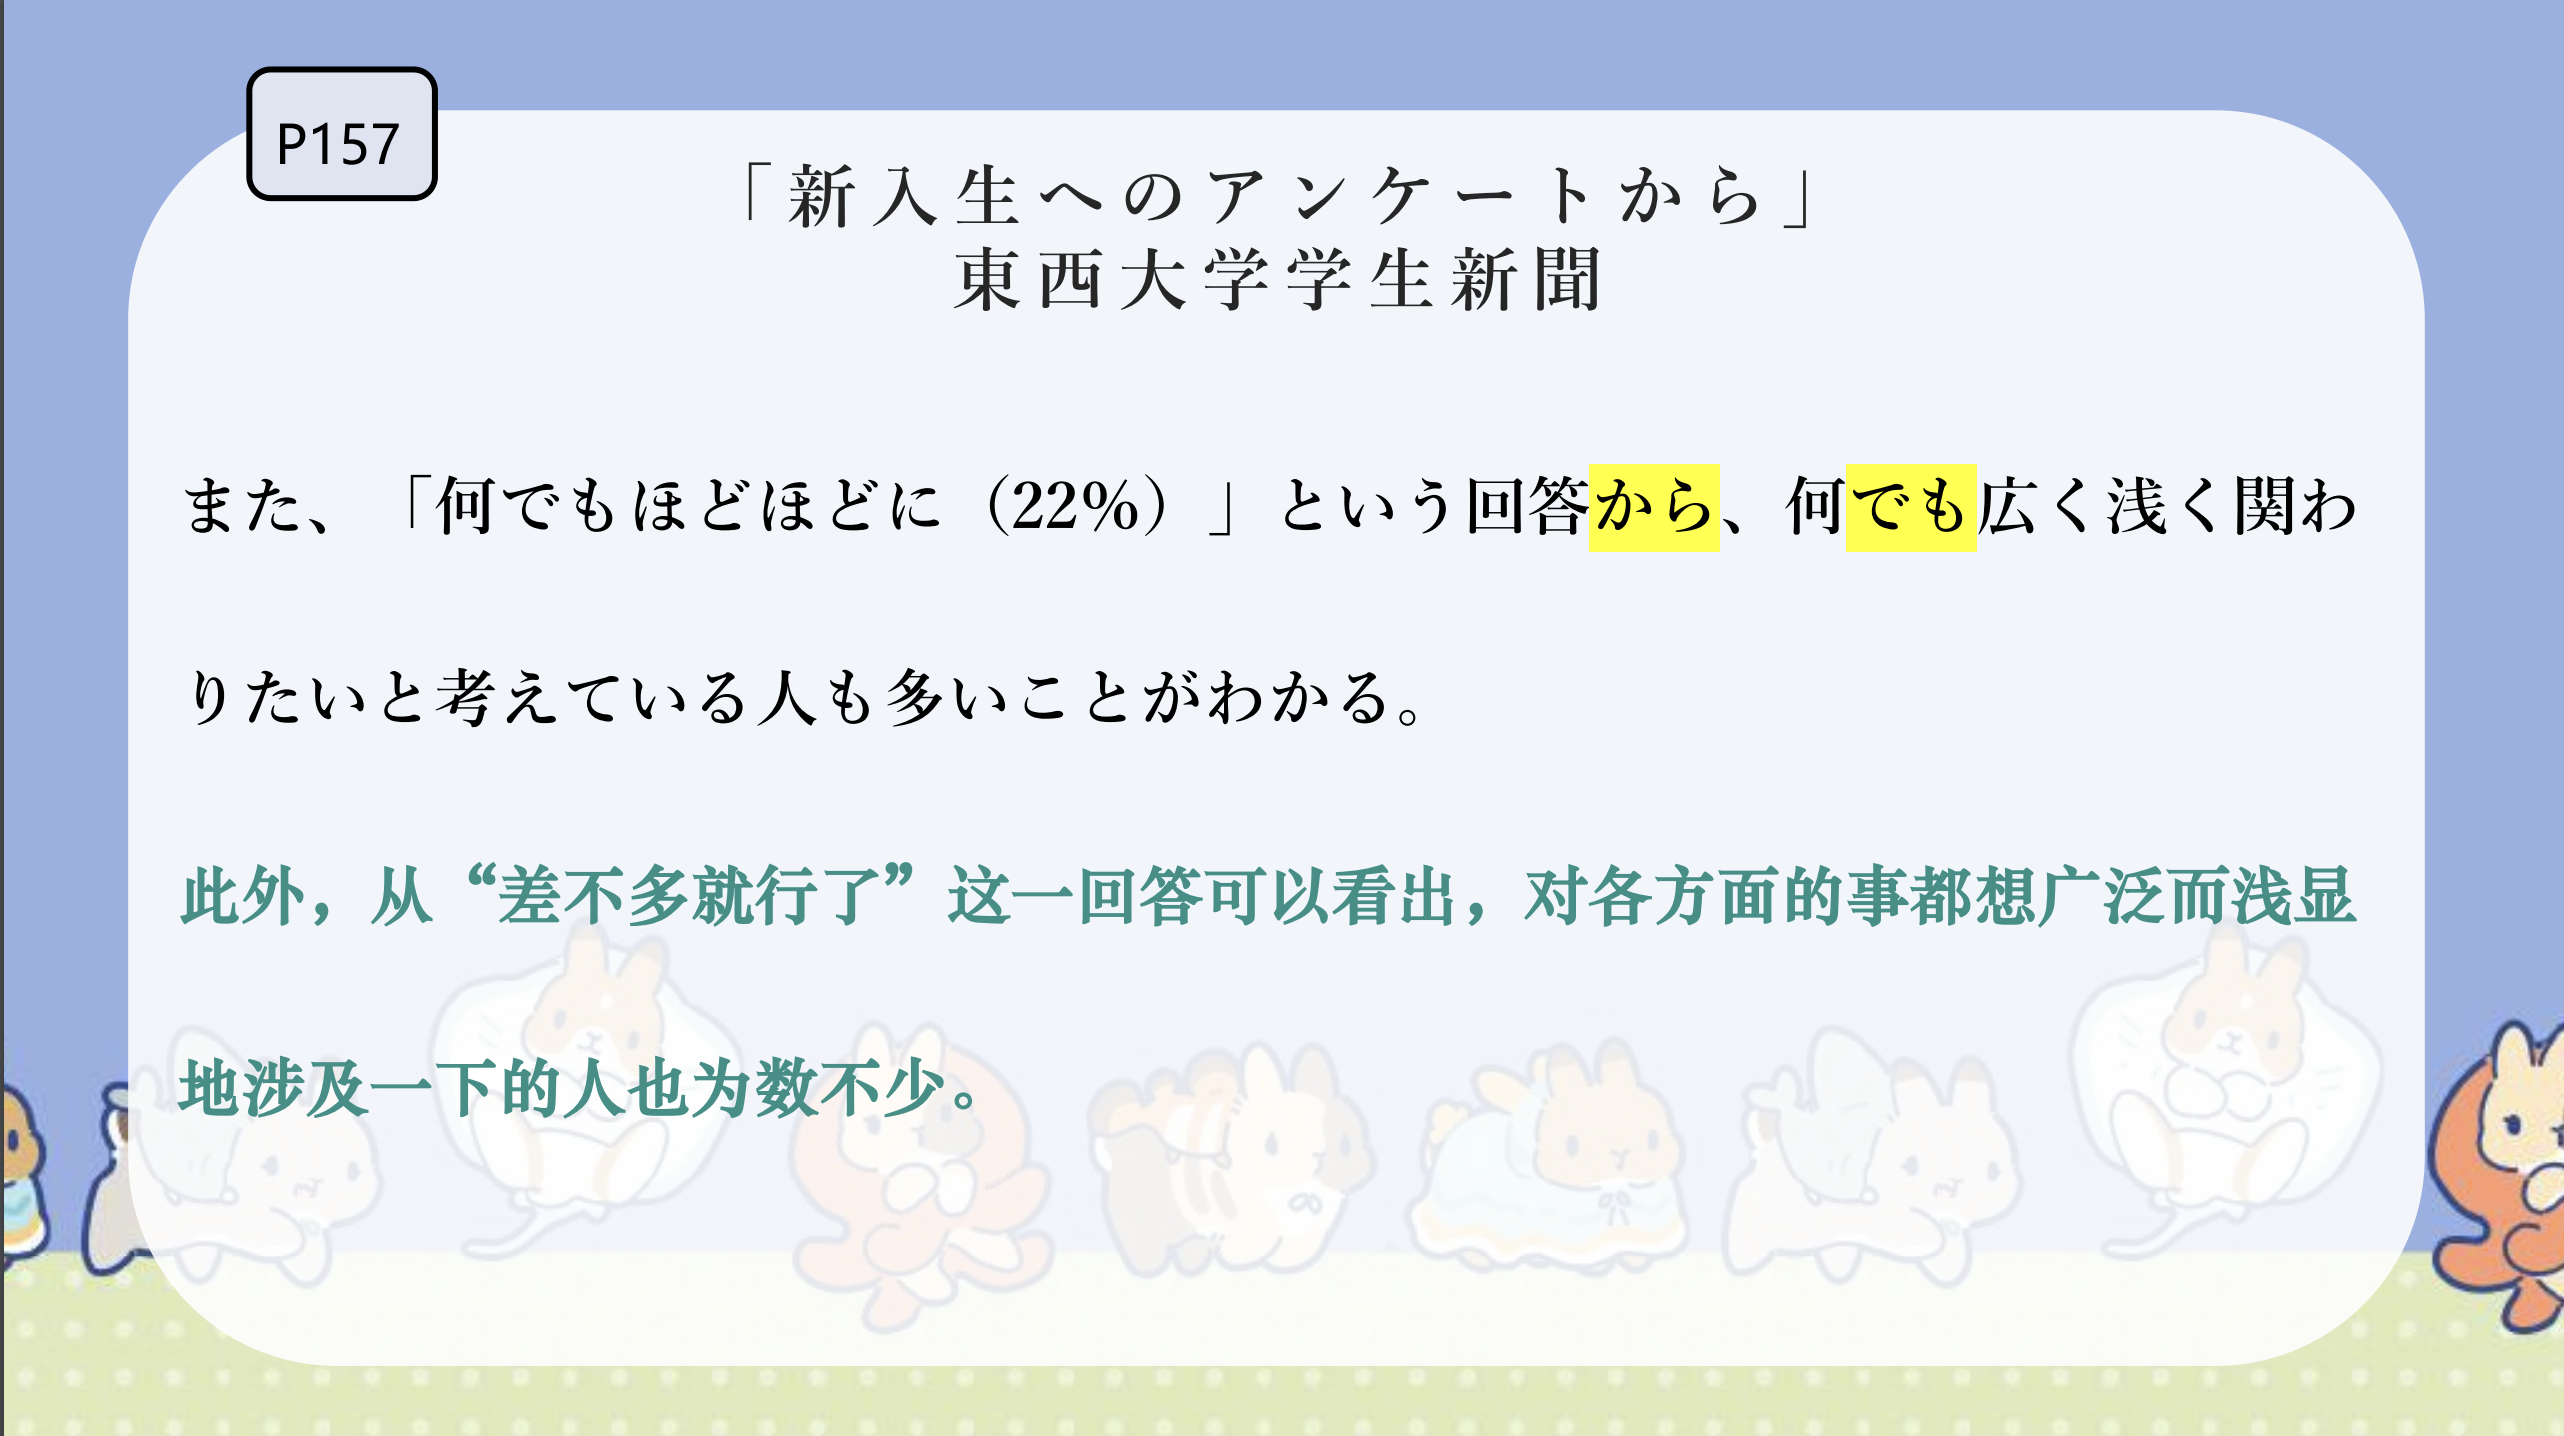 P157
「新入生へのアンケートから」
東西大学学生新聞
また、「何でもほどほどに（22%）」という回答から、何でも広く浅く関わ
りたいと考えている人も多いことがわかる。
此外，从“差不多就行了”这一回答可以看出，对各方面的事都想广泛而浅显
地涉及一下的人也为数不少。